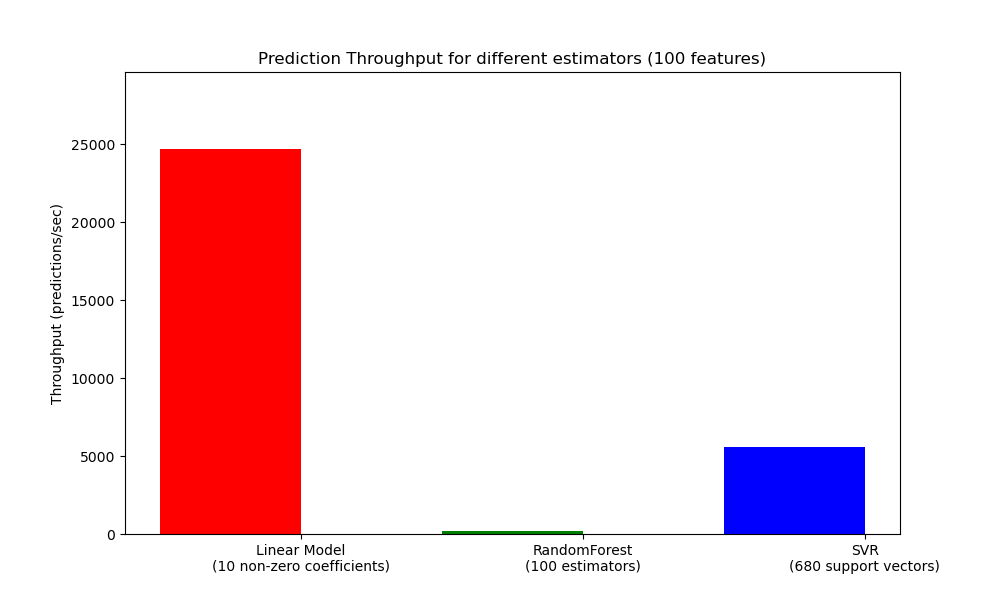 Prediction Throughput for different estimators (100 features)
Throughput (predictions/sec)
25000
20000
15000
10000
5000
0
Linear Model
(10 non-zero coefficients)
RandomForest
(100 estimators)
SVR
(680 support vectors)